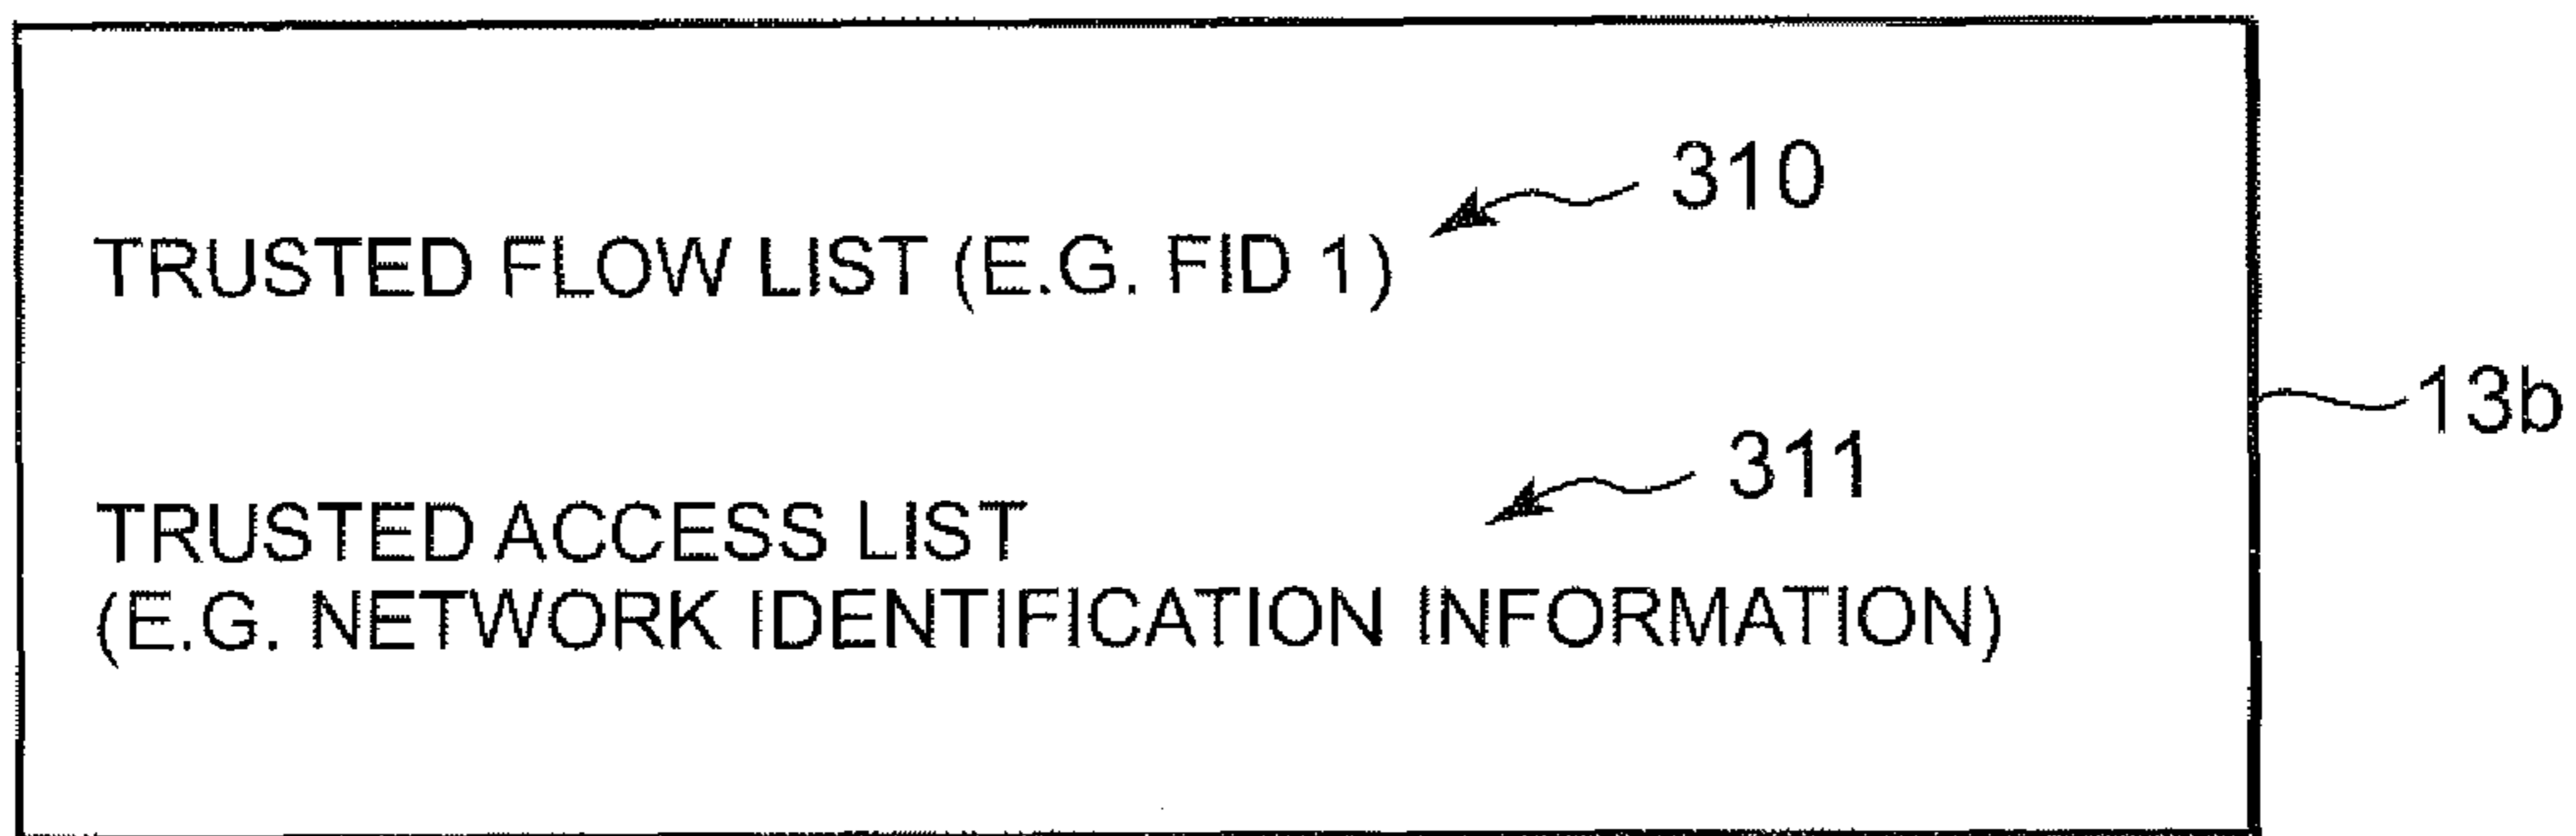 310
TRUSTED FLOW LIST (E.G. FID 1)
13b
311
TRUSTED ACCESS LIST
(E.G. NETWORK IDENTIFICATION INFORMATION)